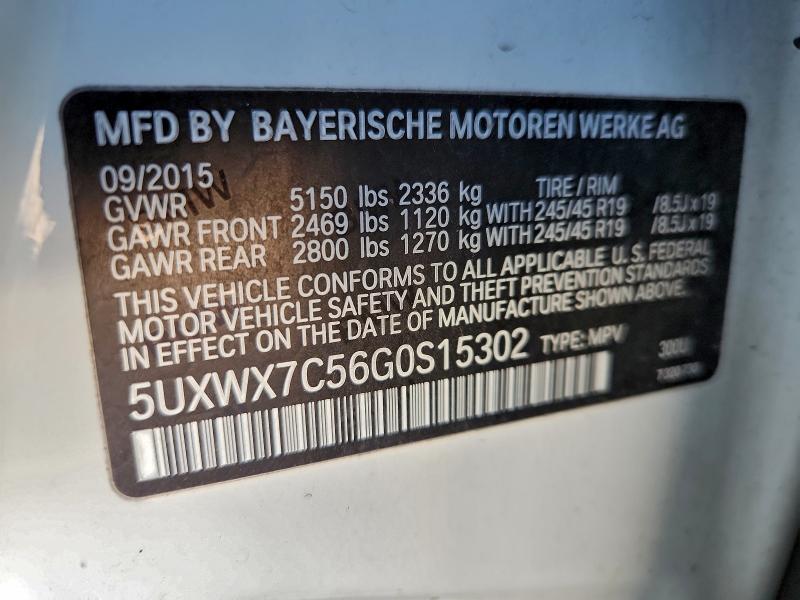 MFD BY BAYERISCHE MOTOREN WERKE AG
09/2015 TIRE / RIM
GVWR 5150 lbs 2336 kg
GAWR FRONT 2469 lbs 1120 kg WITH 245/45 R19 /8.5J x 19
GAWR REAR 2800 lbs 1270 kg WITH 245/45 R19 /8.5J x 19
THIS VEHICLE CONFORMS TO ALL APPLICABLE U. S. FEDERAL
MOTOR VEHICLE SAFETY AND THEFT PREVENTION STANDARDS
IN EFFECT ON THE DATE OF MANUFACTURE SHOWN ABOVE.
5UXWX7C56G0S15302 TYPE: MPV